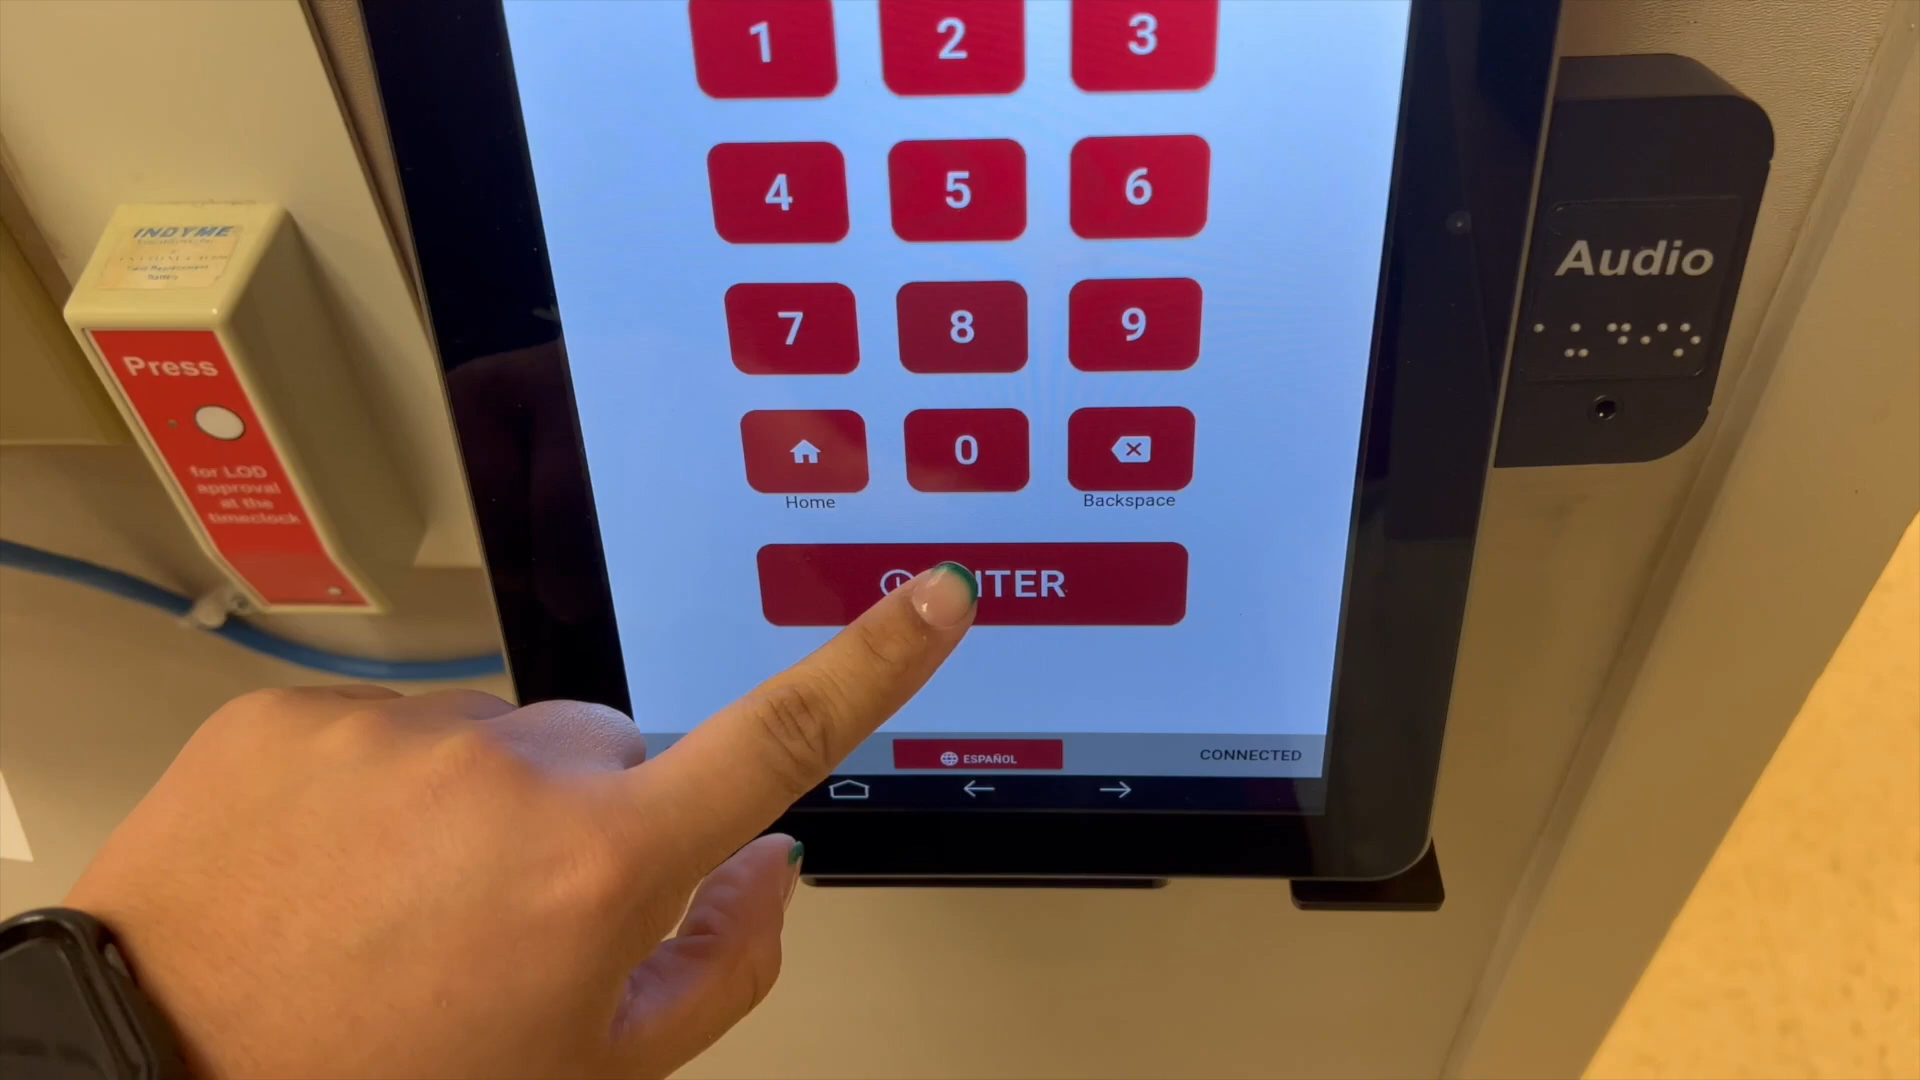 1 2 3
4 5 6
7 8 9
0
Home Backspace
ENTER
ESPAÑOL
CONNECTED
INDYME
Press
for LOD
approval
at the
timeclock
Audio